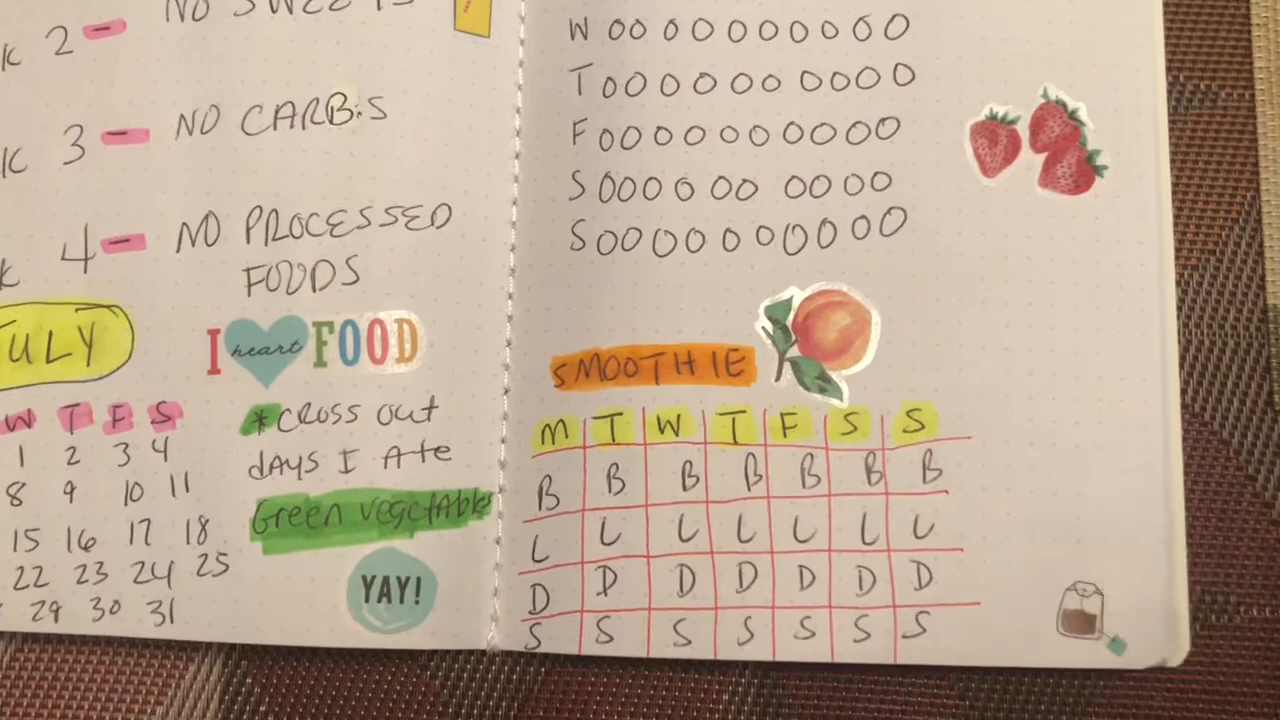 2 - NO SWEETS
K 3 - NO CARB.S
K 4 - NO PROCESSED
FOODS
JULY
I heart FOOD
W T F S
1 2 3 4
8 9 10 11
15 16 17 18
22 23 24 25
29 30 31
*CROSS OUT
DAYS I Ate
Green vegetables
YAY!
W OOOOOOOOOO
T OOOOOOOOOO
F OOOOOOOOOO
S OOOOOOOOOO
S OOOOOOOOOO
SMOOTHIE
M T W T F S S
B B B B B B B
L L L L L L L
D D D D D D D
S S S S S S S